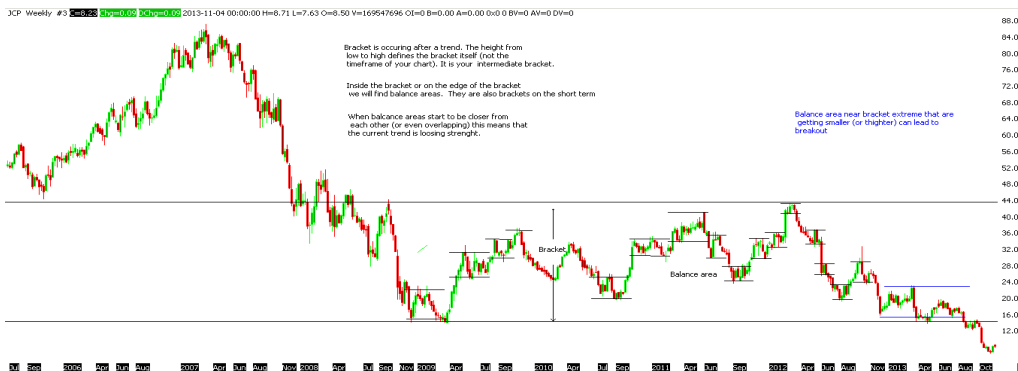 JCP Weekly #3 C=8.23 Chg=0.09 DChg=0.09 2013-11-04 00:00:00 H=8.71 L=7.63 O=8.50 V=169547696 OI=0 B=0.00 A=0.00 0x0 0 BV=0 AV=0 DV=0
88.0
84.0
80.0
76.0
72.0
68.0
64.0
60.0
56.0
52.0
48.0
44.0
40.0
36.0
32.0
28.0
24.0
20.0
16.0
12.0
Bracket is occuring after a trend. The height from
low to high defines the bracket itself (not the
timeframe of your chart). It is your intermediate bracket.
Inside the bracket or on the edge of the bracket
we will find balance areas. They are also brackets on the short term
When balcance areas start to be closer from
each other (or even overlapping) this means that
the current trend is loosing strenght.
Balance area near bracket extreme that are
getting smaller (or thighter) can lead to
breakout
Bracket
Balance area
Jul Sep 2006 Apr Jun Aug 2007 Apr Jun Aug 2008 Apr Jul Sep Nov 2009 Apr Jul Sep 2010 Apr Jul Sep 2011 Apr Jun Sep 2012 Apr Jun Aug Nov 2013 Apr Jun Aug Oct